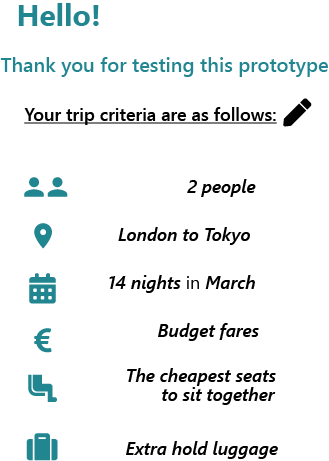 Hello!
Thank you for testing this prototype
Your trip criteria are as follows:
2 people
London to Tokyo
14 nights in March
€ Budget fares
The cheapest seats
to sit together
Extra hold luggage